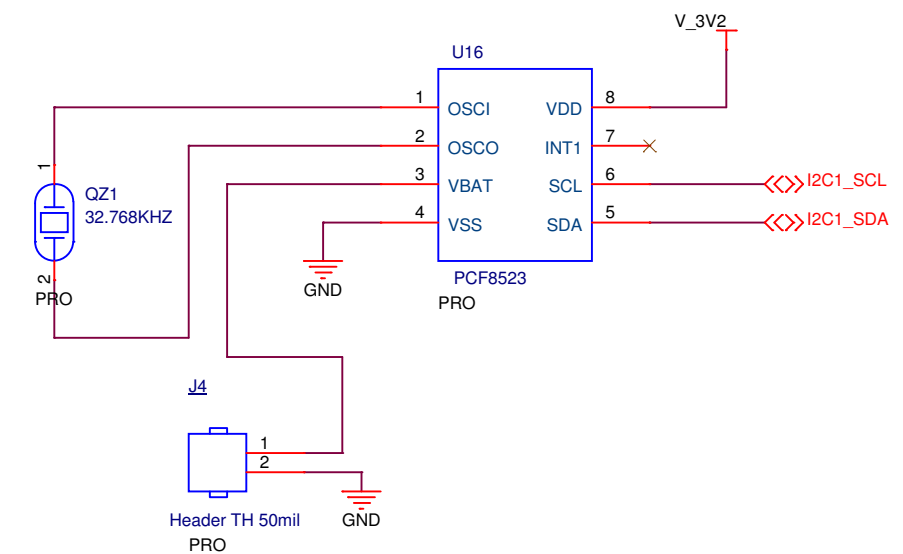 V_3V2
U16
1
OSCI
VDD
8
2
OSCO
INT1
7
3
VBAT
SCL
6
I2C1_SCL
4
VSS
SDA
5
I2C1_SDA
1
QZ1
32.768KHZ
2
PRO
GND
PCF8523
PRO
J4
1
2
Header TH 50mil
GND
PRO